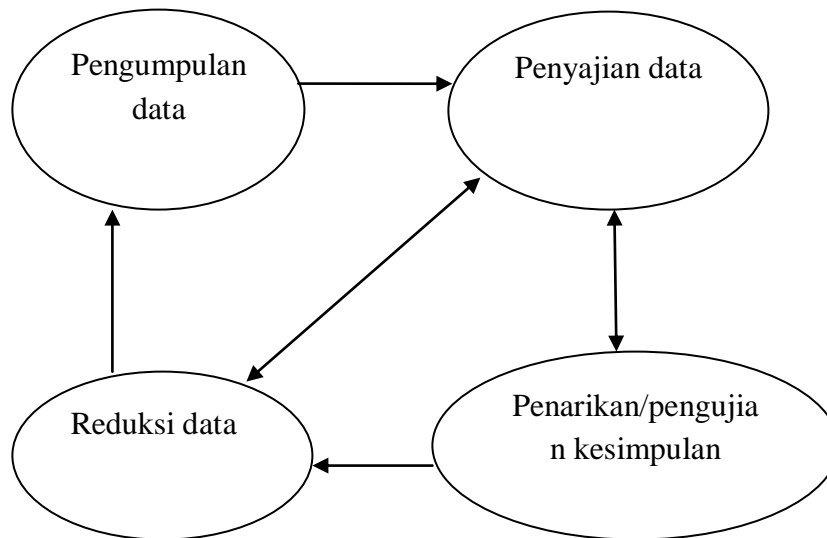 Pengumpulan
data
Penyajian data
Reduksi data
Penarikan/pengujia
n kesimpulan